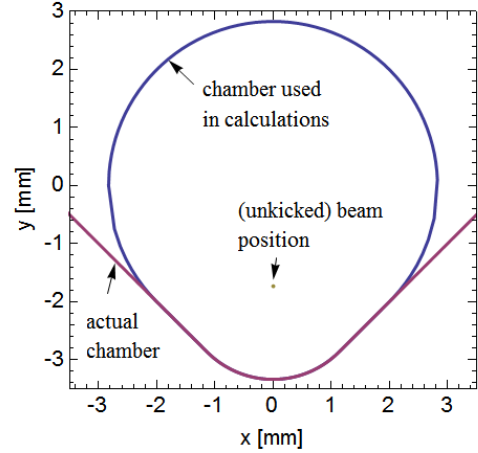 3
2
1
0
-1
-2
-3
y [mm]
chamber used
in calculations
(unkicked) beam
position
actual
chamber
-3 -2 -1 0 1 2 3
x [mm]